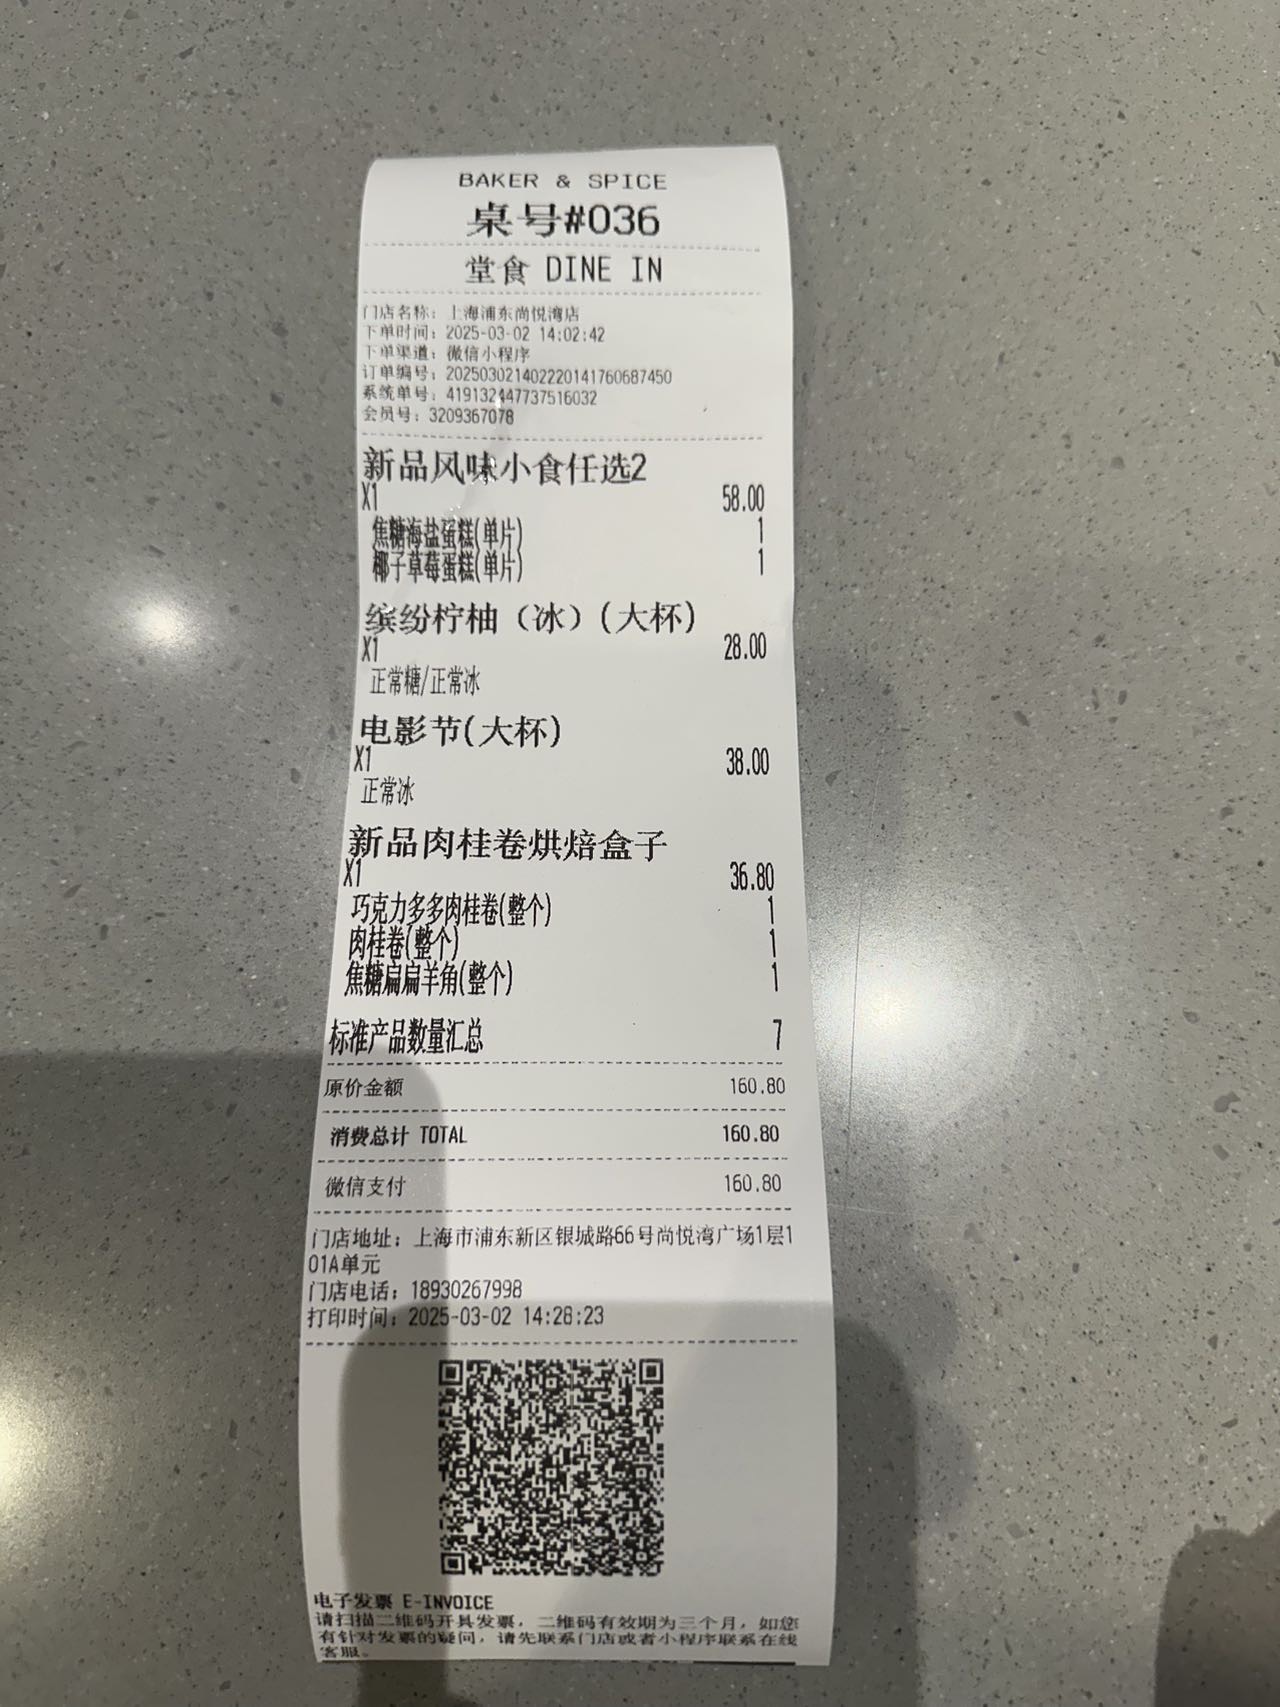 BAKER & SPICE
桌号#036
堂食 DINE IN
门店名称：上海浦东尚悦湾店
下单时间：2025-03-02 14:02:42
下单渠道：微信小程序
订单编号：2025030214022201417606​87450
系统单号：419132447737516032
会员号：3209367078
新品风味小食任选2
X1 58.00
焦糖海盐蛋糕(单片) 1
椰子草莓蛋糕(单片) 1
缤纷柠柚（冰）(大杯)
X1 28.00
正常糖/正常冰
电影节(大杯)
X1 38.00
正常冰
新品肉桂卷烘焙盒子
X1 36.80
巧克力多多肉桂卷(整个) 1
肉桂卷(整个) 1
焦糖扁扁羊角(整个) 1
标准产品数量汇总 7
原价金额 160.80
消费总计 TOTAL 160.80
微信支付 160.80
门店地址：上海市浦东新区银城路66号尚悦湾广场1层1
01A单元
门店电话：18930267998
打印时间：2025-03-02 14:28:23
电子发票 E-INVOICE
请扫描二维码开具发票，二维码有效期为三个月，如您
有针对发票的疑问，请先联系门店或者小程序联系在线
客服。